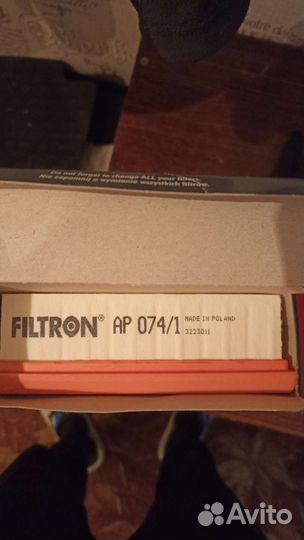 Do not forget to change ALL your filters.
Nie zapomnij o wymianie wszystkich filtrów.
FILTRON® AP 074/1 MADE IN POLAND
3223011
Avito